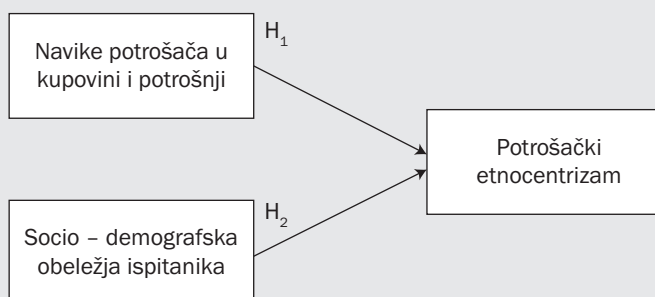 Navike potrošača u
kupovini i potrošnji
H1
Potrošački
etnocentrizam
H2
Socio – demografska
obeležja ispitanika